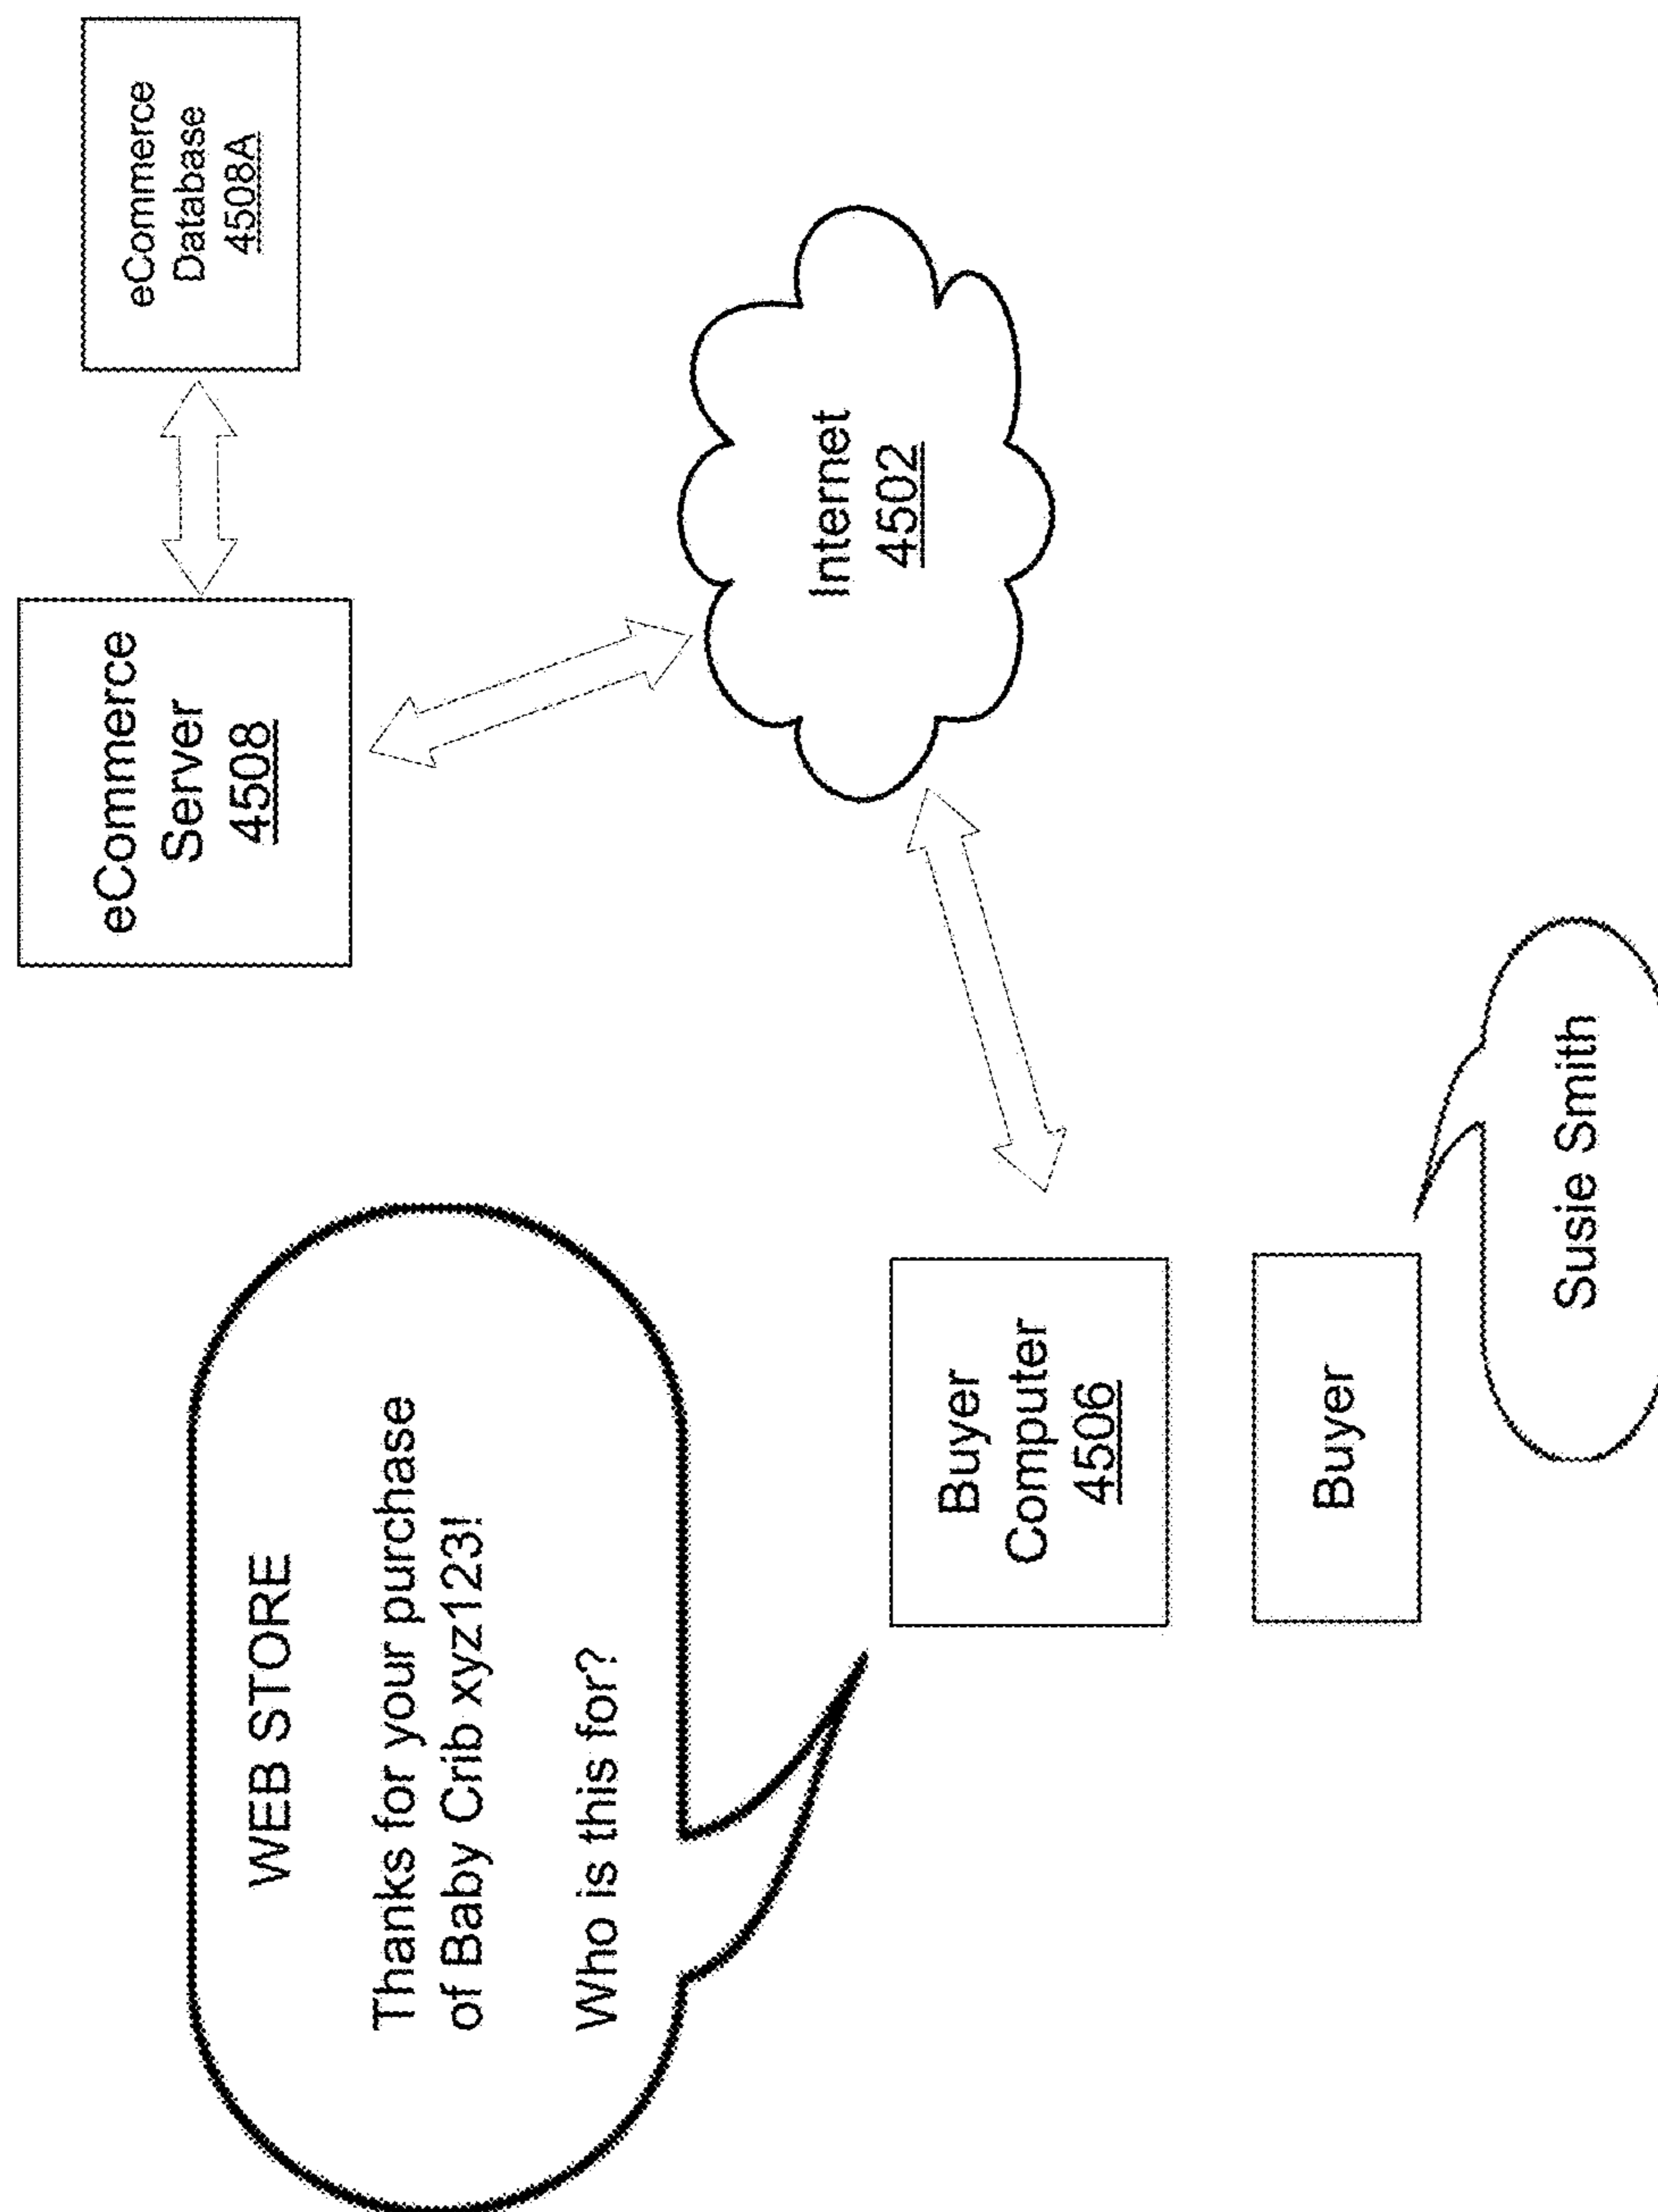 WEB STORE
Thanks for your purchase
of Baby Crib xyz123!
Who is this for?
Buyer
Computer
4506
Buyer
Susie Smith
eCommerce
Server
4508
eCommerce
Database
4508A
Internet
4502